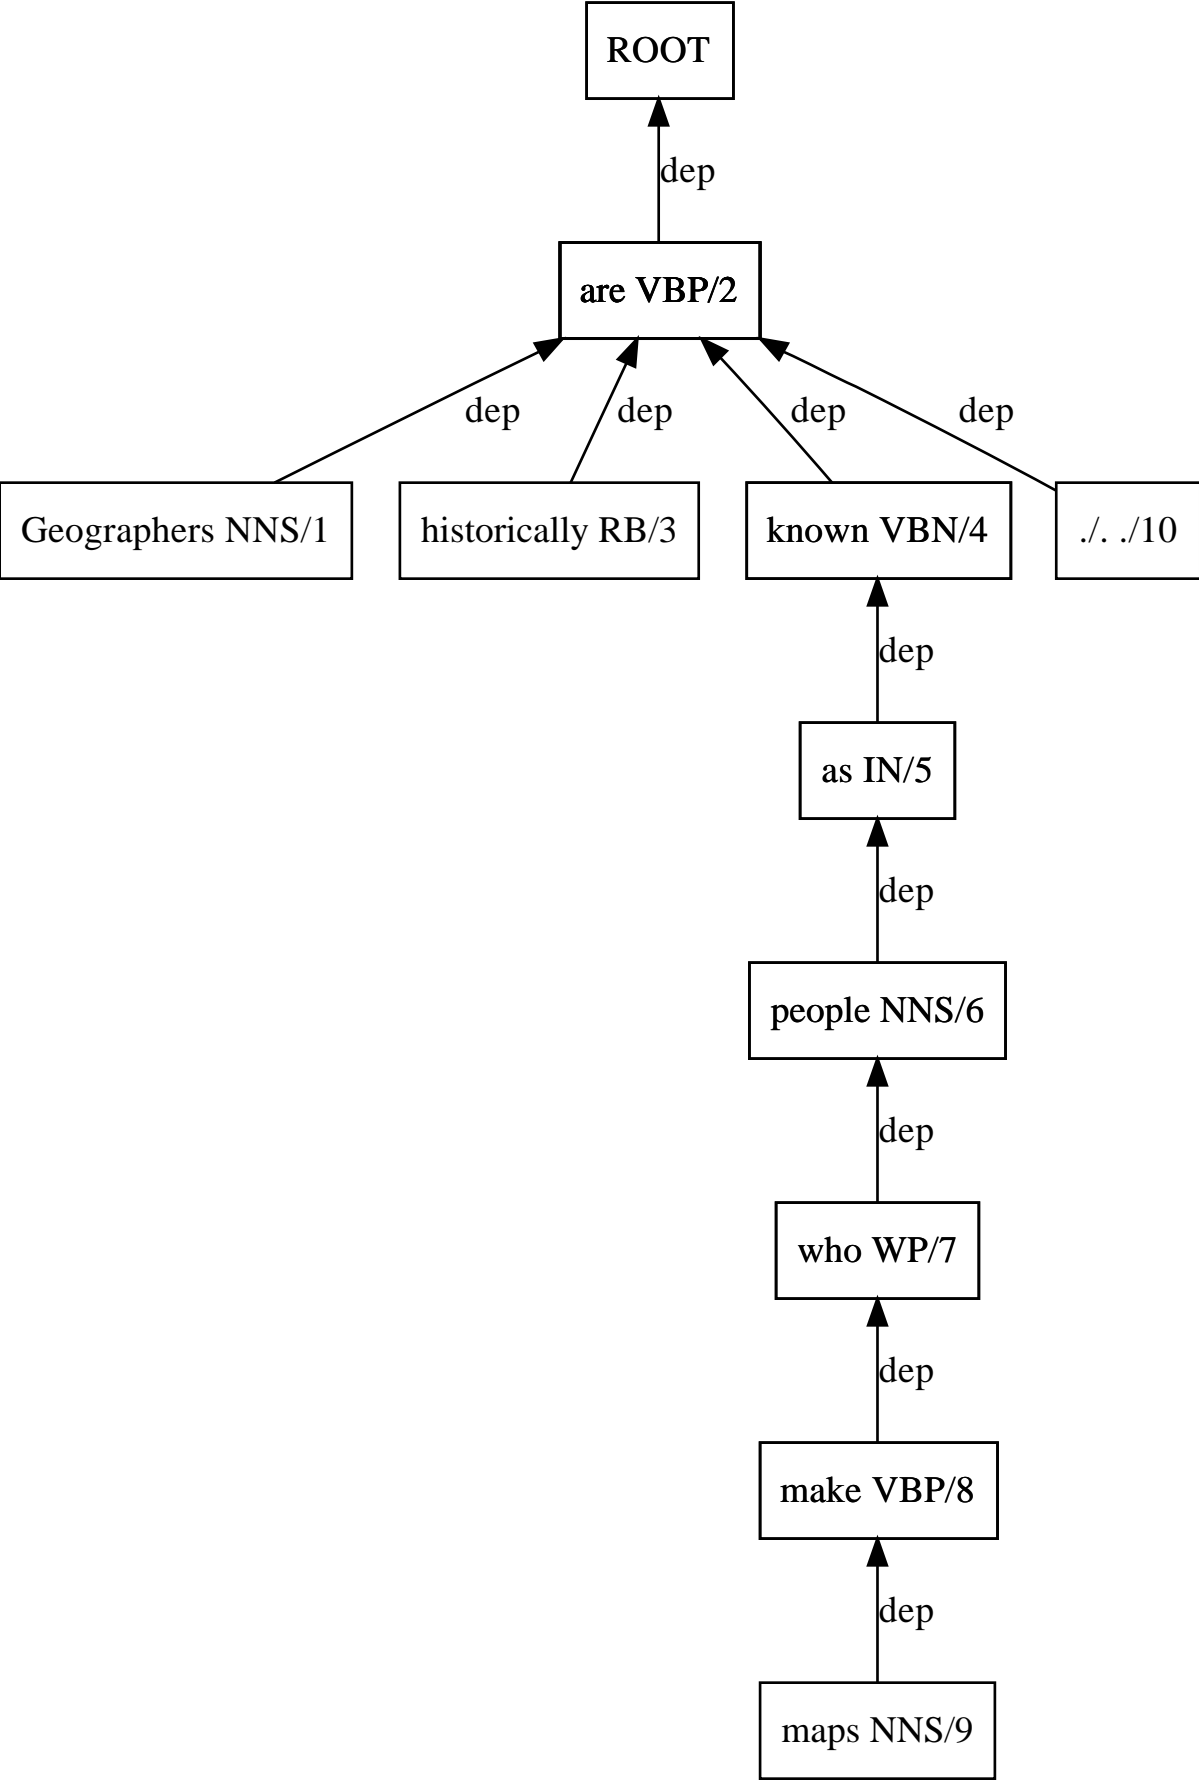 ROOT
dep
are VBP/2
dep dep dep dep
Geographers NNS/1 historically RB/3 known VBN/4 ./. ./10
dep
as IN/5
dep
people NNS/6
dep
who WP/7
dep
make VBP/8
dep
maps NNS/9